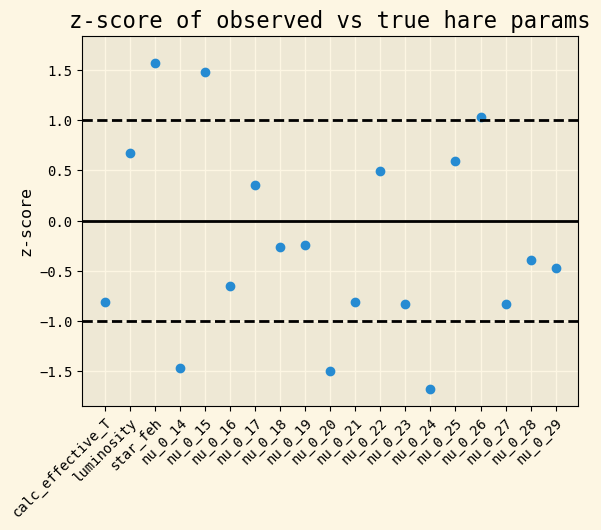 z-score of observed vs true hare params
z-score
1.5
1.0
0.5
0.0
−0.5
−1.0
−1.5
calc_effective_T
luminosity
star_feh
nu_0_14
nu_0_15
nu_0_16
nu_0_17
nu_0_18
nu_0_19
nu_0_20
nu_0_21
nu_0_22
nu_0_23
nu_0_24
nu_0_25
nu_0_26
nu_0_27
nu_0_28
nu_0_29